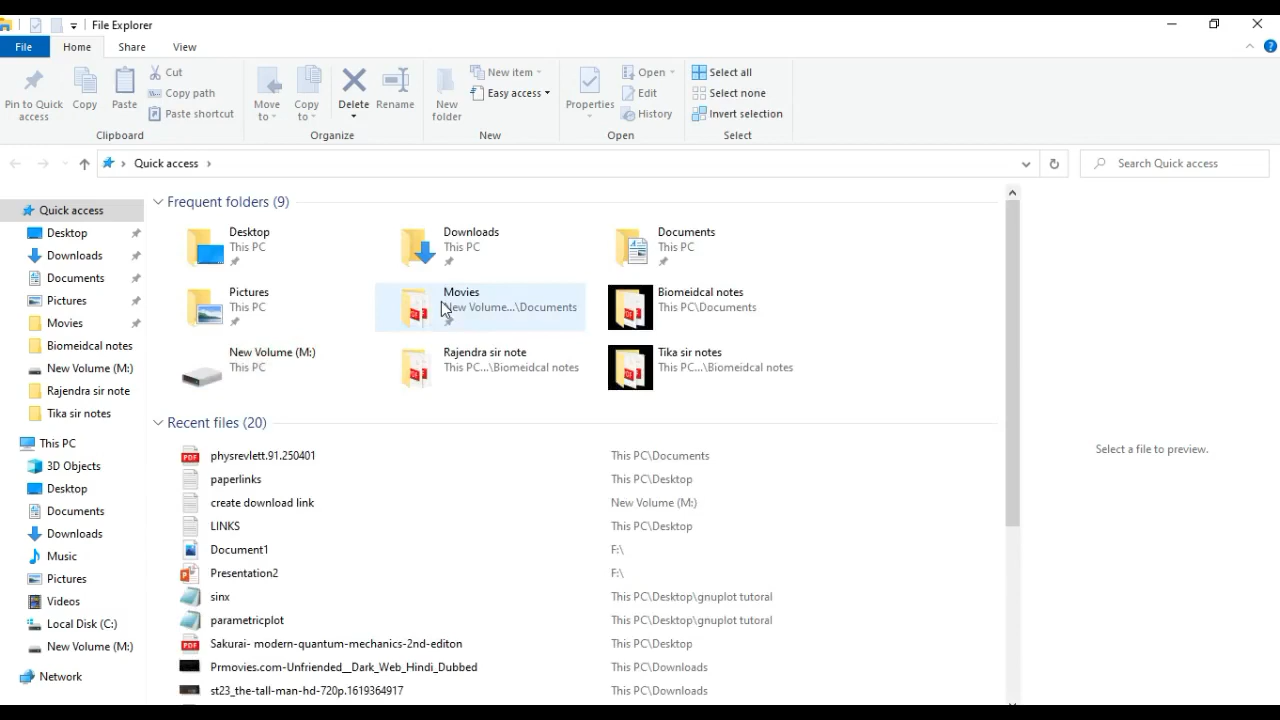 File Explorer
File Home Share View
Pin to Quick access
Copy
Paste
Cut
Copy path
Paste shortcut
Clipboard
Move to
Copy to
Delete
Rename
Organize
New folder
New item
Easy access
New
Properties
Open
Edit
History
Open
Select all
Select none
Invert selection
Select
Quick access
Search Quick access
Quick access
Desktop
Downloads
Documents
Pictures
Movies
Biomeidcal notes
New Volume (M:)
Rajendra sir note
Tika sir notes
This PC
3D Objects
Desktop
Documents
Downloads
Music
Pictures
Videos
Local Disk (C:)
New Volume (M:)
Network
Frequent folders (9)
Desktop
This PC
Downloads
This PC
Documents
This PC
Pictures
This PC
Movies
New Volume...\Documents
Biomeidcal notes
This PC\Documents
New Volume (M:)
This PC
Rajendra sir note
This PC...\Biomeidcal notes
Tika sir notes
This PC...\Biomeidcal notes
Recent files (20)
physrevlett.91.250401 This PC\Documents
paperlinks This PC\Desktop
create download link New Volume (M:)
LINKS This PC\Desktop
Document1 F:\
Presentation2 F:\
sinx This PC\Desktop\gnuplot tutorial
parametricplot This PC\Desktop\gnuplot tutorial
Sakurai- modern-quantum-mechanics-2nd-editon This PC\Desktop
Prmovies.com-Unfriended__Dark_Web_Hindi_Dubbed This PC\Downloads
st23_the-tall-man-hd-720p.1619364917 This PC\Downloads
Select a file to preview.